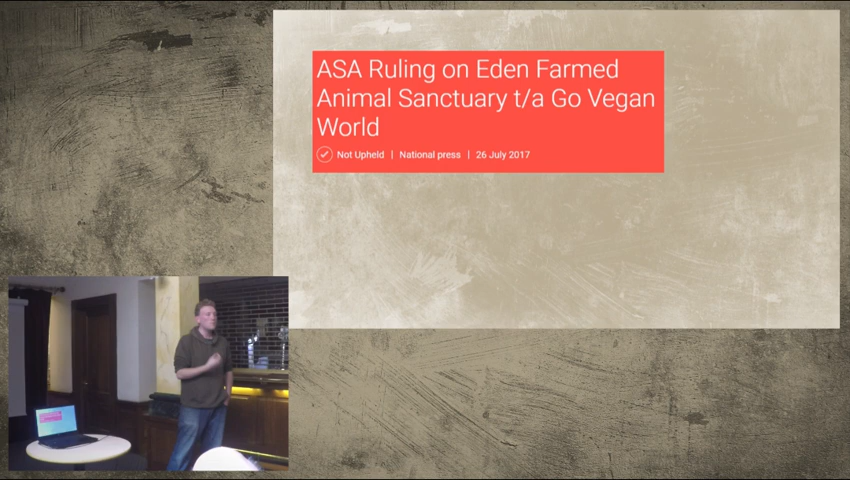 ASA Ruling on Eden Farmed
Animal Sanctuary t/a Go Vegan
World
Not Upheld | National press | 26 July 2017